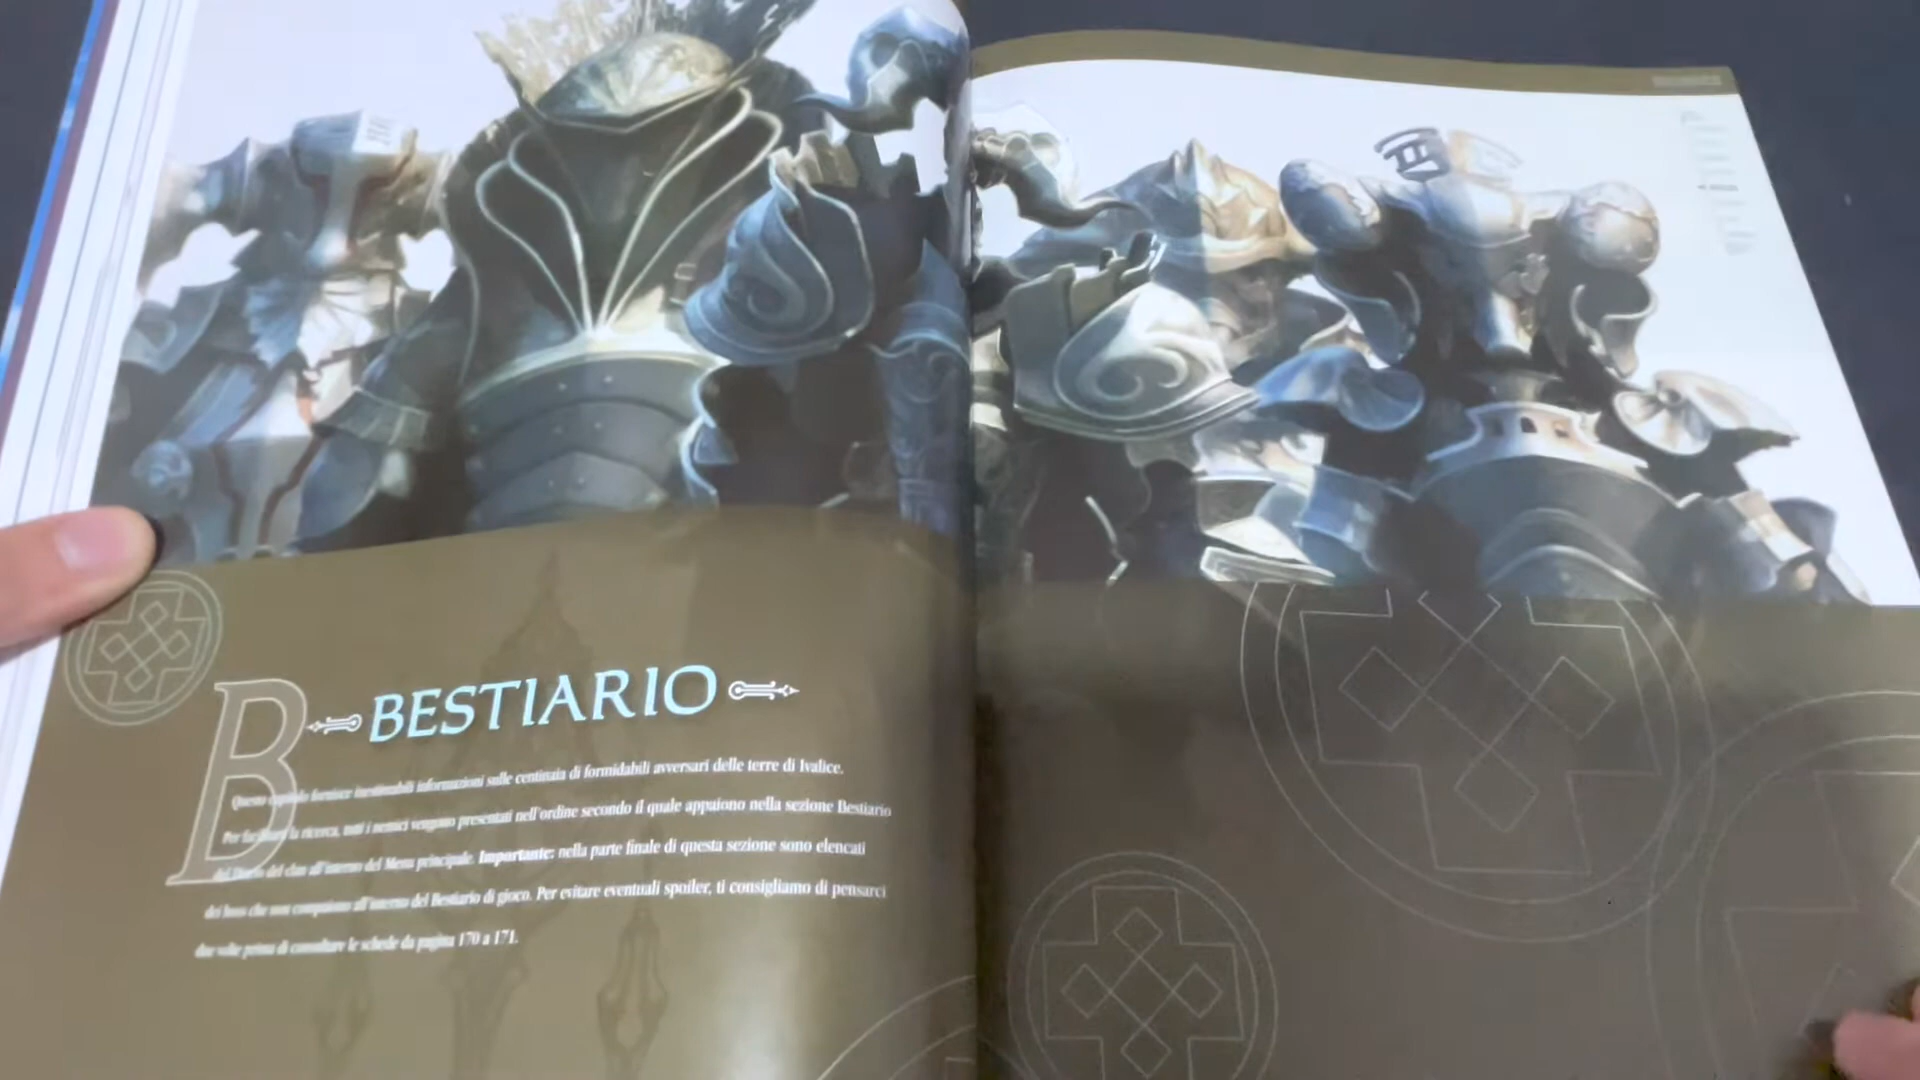 B
BESTIARIO
Questo capitolo fornisce inestimabili informazioni sulle centinaia di formidabili avversari delle terre di Ivalice.
Per facilitare la ricerca, tutti i nemici vengono presentati nell'ordine secondo il quale appaiono nella sezione Bestiario
del Diario del clan all'interno del Menu principale. Importante: nella parte finale di questa sezione sono elencati
dei boss che non compaiono all'interno del Bestiario di gioco. Per evitare eventuali spoiler, ti consigliamo di pensarci
due volte prima di consultare le schede da pagina 170 a 171.